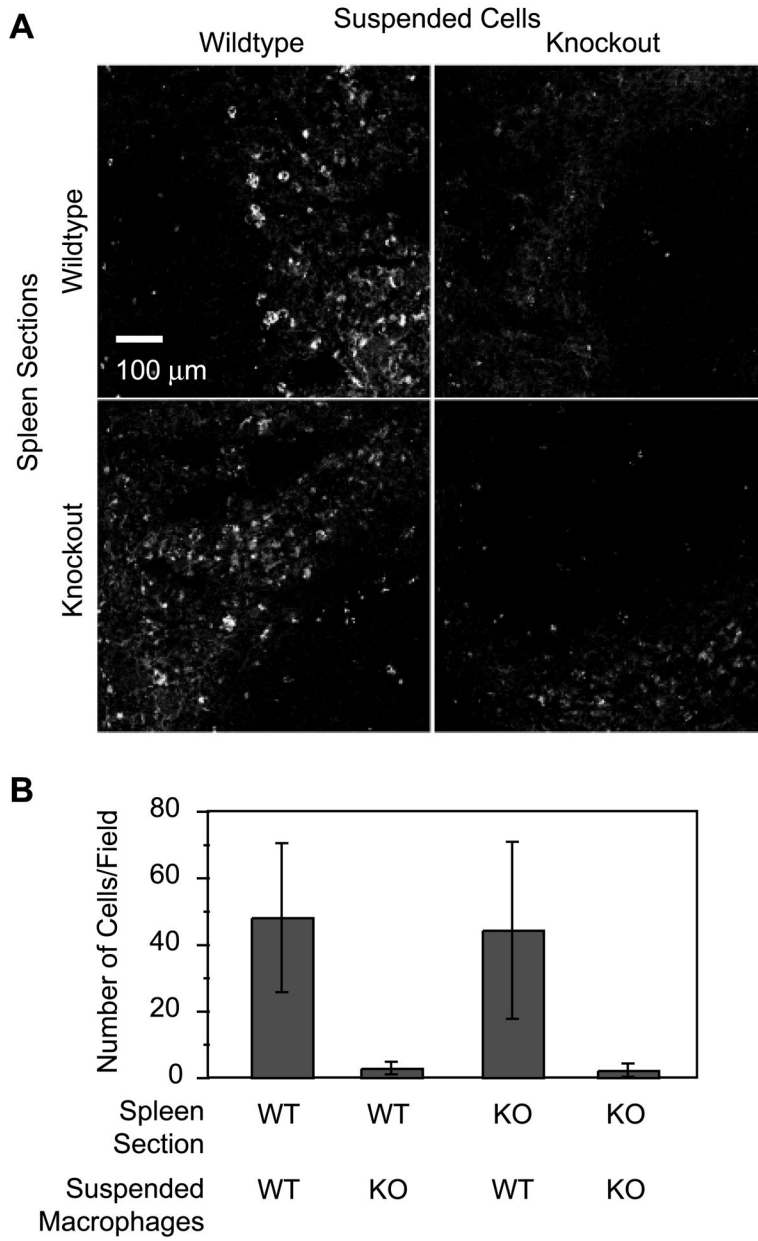 A
Suspended Cells
Wildtype Knockout
Spleen Sections
Wildtype
100 μm
Knockout
B
Number of Cells/Field
80
60
40
20
0
Spleen Section WT WT KO KO
Suspended Macrophages WT KO WT KO